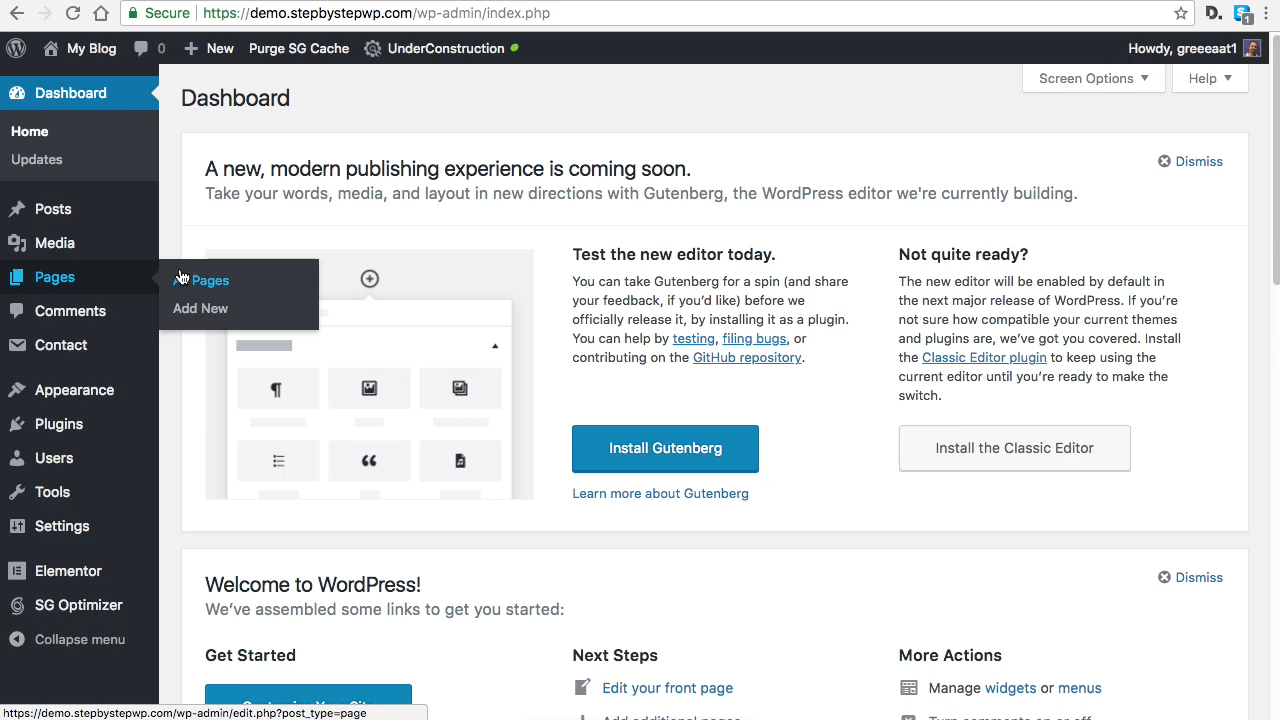 Secure https://demo.stepbystepwp.com/wp-admin/index.php
D.
1
My Blog 0 New Purge SG Cache UnderConstruction Howdy, greeeaat1
Screen Options Help
Dashboard
Home
Updates
Posts
Media
Pages
Comments
Contact
Appearance
Plugins
Users
Tools
Settings
Elementor
SG Optimizer
Collapse menu
Pages
Add New
Dashboard
A new, modern publishing experience is coming soon.
Dismiss
Take your words, media, and layout in new directions with Gutenberg, the WordPress editor we're currently building.
Test the new editor today.
You can take Gutenberg for a spin (and share
your feedback, if you'd like) before we
officially release it, by installing it as a plugin.
You can help by testing, filing bugs, or
contributing on the GitHub repository.
Install Gutenberg
Learn more about Gutenberg
Not quite ready?
The new editor will be enabled by default in
the next major release of WordPress. If you're
not sure how compatible your current themes
and plugins are, we've got you covered. Install
the Classic Editor plugin to keep using the
current editor until you're ready to make the
switch.
Install the Classic Editor
Welcome to WordPress!
Dismiss
We've assembled some links to get you started:
Get Started
Next Steps
Edit your front page
More Actions
Manage widgets or menus
https://demo.stepbystepwp.com/wp-admin/edit.php?post_type=page